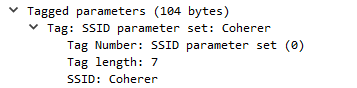 Tagged parameters (104 bytes)
Tag: SSID parameter set: Coherer
Tag Number: SSID parameter set (0)
Tag length: 7
SSID: Coherer